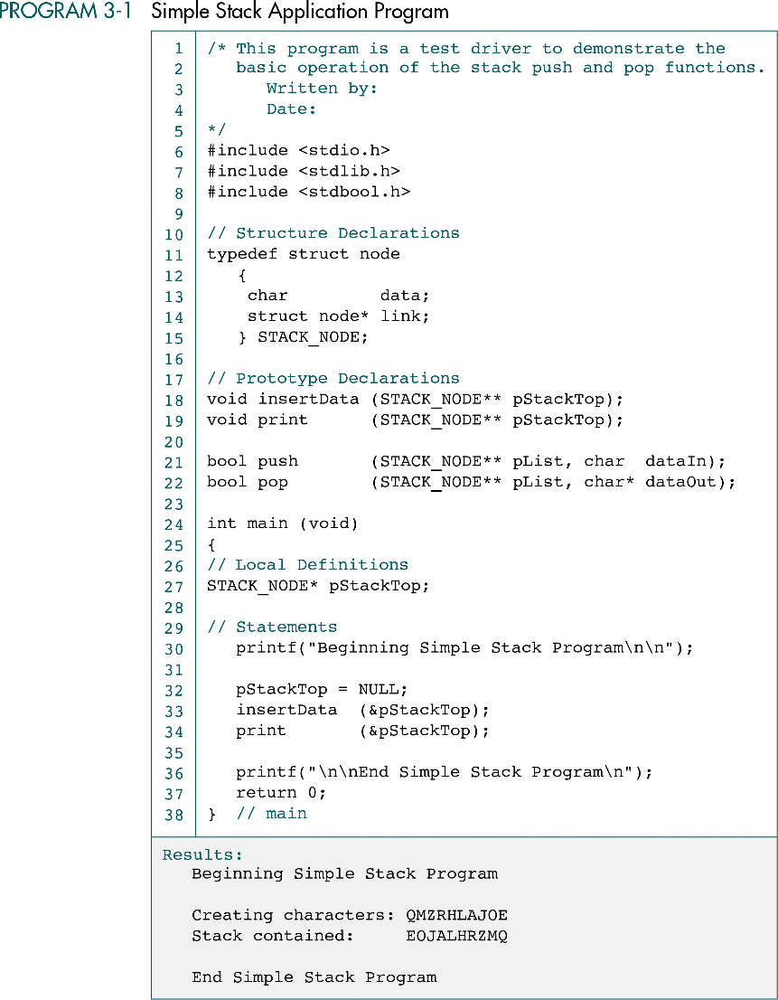 PROGRAM 3-1 Simple Stack Application Program
1 /* This program is a test driver to demonstrate the
2 basic operation of the stack push and pop functions.
3 Written by:
4 Date:
5 */
6 #include <stdio.h>
7 #include <stdlib.h>
8 #include <stdbool.h>
9
10 // Structure Declarations
11 typedef struct node
12 {
13 char data;
14 struct node* link;
15 } STACK_NODE;
16
17 // Prototype Declarations
18 void insertData (STACK_NODE** pStackTop);
19 void print (STACK_NODE** pStackTop);
20
21 bool push (STACK_NODE** pList, char dataIn);
22 bool pop (STACK_NODE** pList, char* dataOut);
23
24 int main (void)
25 {
26 // Local Definitions
27 STACK_NODE* pStackTop;
28
29 // Statements
30 printf("Beginning Simple Stack Program\n\n");
31
32 pStackTop = NULL;
33 insertData (&pStackTop);
34 print (&pStackTop);
35
36 printf("\n\nEnd Simple Stack Program\n");
37 return 0;
38 } // main
Results:
Beginning Simple Stack Program
Creating characters: QMZRHLAJOE
Stack contained: EOJALHRZMQ
End Simple Stack Program